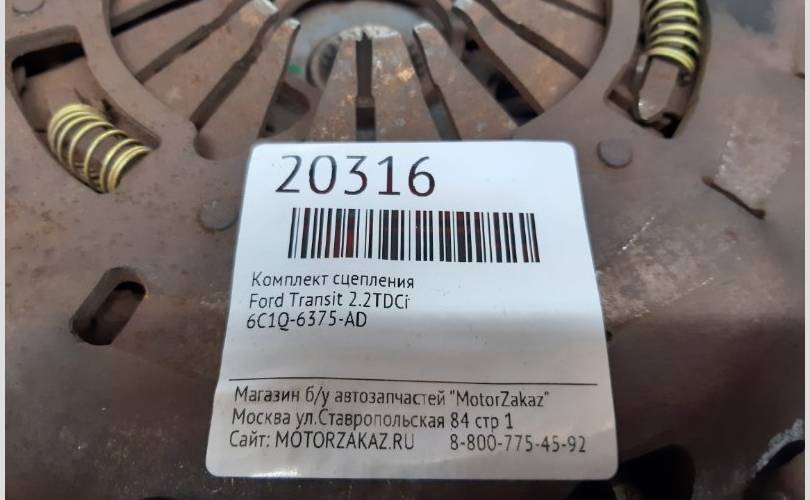 20316
Комплект сцепления
Ford Transit 2.2TDCi
6C1Q-6375-AD
Магазин б/у автозапчастей "MotorZakaz"
Москва ул.Ставропольская 84 стр 1
Сайт: MOTORZAKAZ.RU 8-800-775-45-92